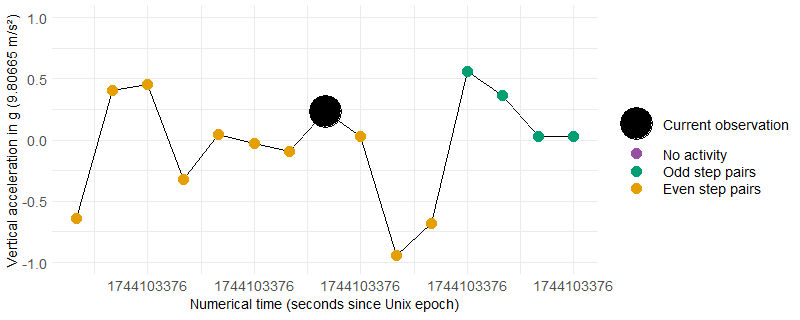 Vertical acceleration in g (9.80665 m/s²)
1.0
0.5
0.0
-0.5
-1.0
1744103376 1744103376 1744103376 1744103376 1744103376
Numerical time (seconds since Unix epoch)
Current observation
No activity
Odd step pairs
Even step pairs